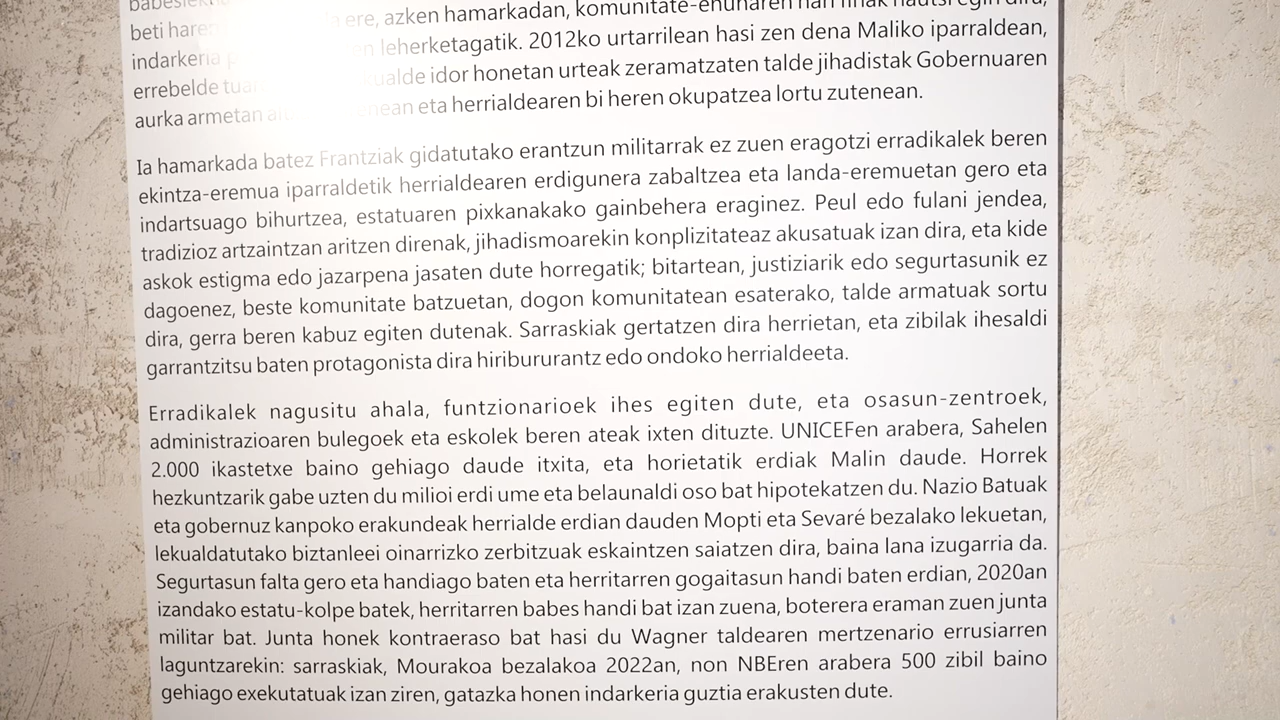 beti ere, azken hamarkadan,
indarkeria leherketagatik. 2012ko urtarrilean hasi zen dena Maliko iparraldean,
errebelde idor honetan urteak zeramatzaten talde jihadistak Gobernuaren
aurka armetan eta herrialdearen bi heren okupatzea lortu zutenean.
Ia hamarkada batez Frantziak gidatutako erantzun militarrak ez zuen eragotzi erradikalek beren
ekintza-eremua iparraldetik herrialdearen erdigunera zabaltzea eta landa-eremuetan gero eta
indartsuago bihurtzea, estatuaren pixkanakako gainbehera eraginez. Peul edo fulani jendea,
tradizioz artzaintzan aritzen direnak, jihadismoarekin konplizitateaz akusatuak izan dira, eta kide
askok estigma edo jazarpena jasaten dute horregatik; bitartean, justiziarik edo segurtasunik ez
dagoenez, beste komunitate batzuetan, dogon komunitatean esaterako, talde armatuak sortu
dira, gerra beren kabuz egiten dutenak. Sarraskiak gertatzen dira herrietan, eta zibilak ihesaldi
garrantzitsu baten protagonista dira hiribururantz edo ondoko herrialdeeta.
Erradikalek nagusitu ahala, funtzionarioek ihes egiten dute, eta osasun-zentroek,
administrazioaren bulegoek eta eskolek beren ateak ixten dituzte. UNICEFen arabera, Sahelen
2.000 ikastetxe baino gehiago daude itxita, eta horietatik erdiak Malin daude. Horrek
hezkuntzarik gabe uzten du milioi erdi ume eta belaunaldi oso bat hipotekatzen du. Nazio Batuak
eta gobernuz kanpoko erakundeak herrialde erdian dauden Mopti eta Sevaré bezalako lekuetan,
lekualdatutako biztanleei oinarrizko zerbitzuak eskaintzen saiatzen dira, baina lana izugarria da.
Segurtasun falta gero eta handiago baten eta herritarren gogaitasun handi baten erdian, 2020an
izandako estatu-kolpe batek, herritarren babes handi bat izan zuena, boterera eraman zuen junta
militar bat. Junta honek kontraeraso bat hasi du Wagner taldearen mertzenario errusiarren
laguntzarekin: sarraskiak, Mourakoa bezalakoa 2022an, non NBEren arabera 500 zibil baino
gehiago exekutatuak izan ziren, gatazka honen indarkeria guztia erakusten dute.